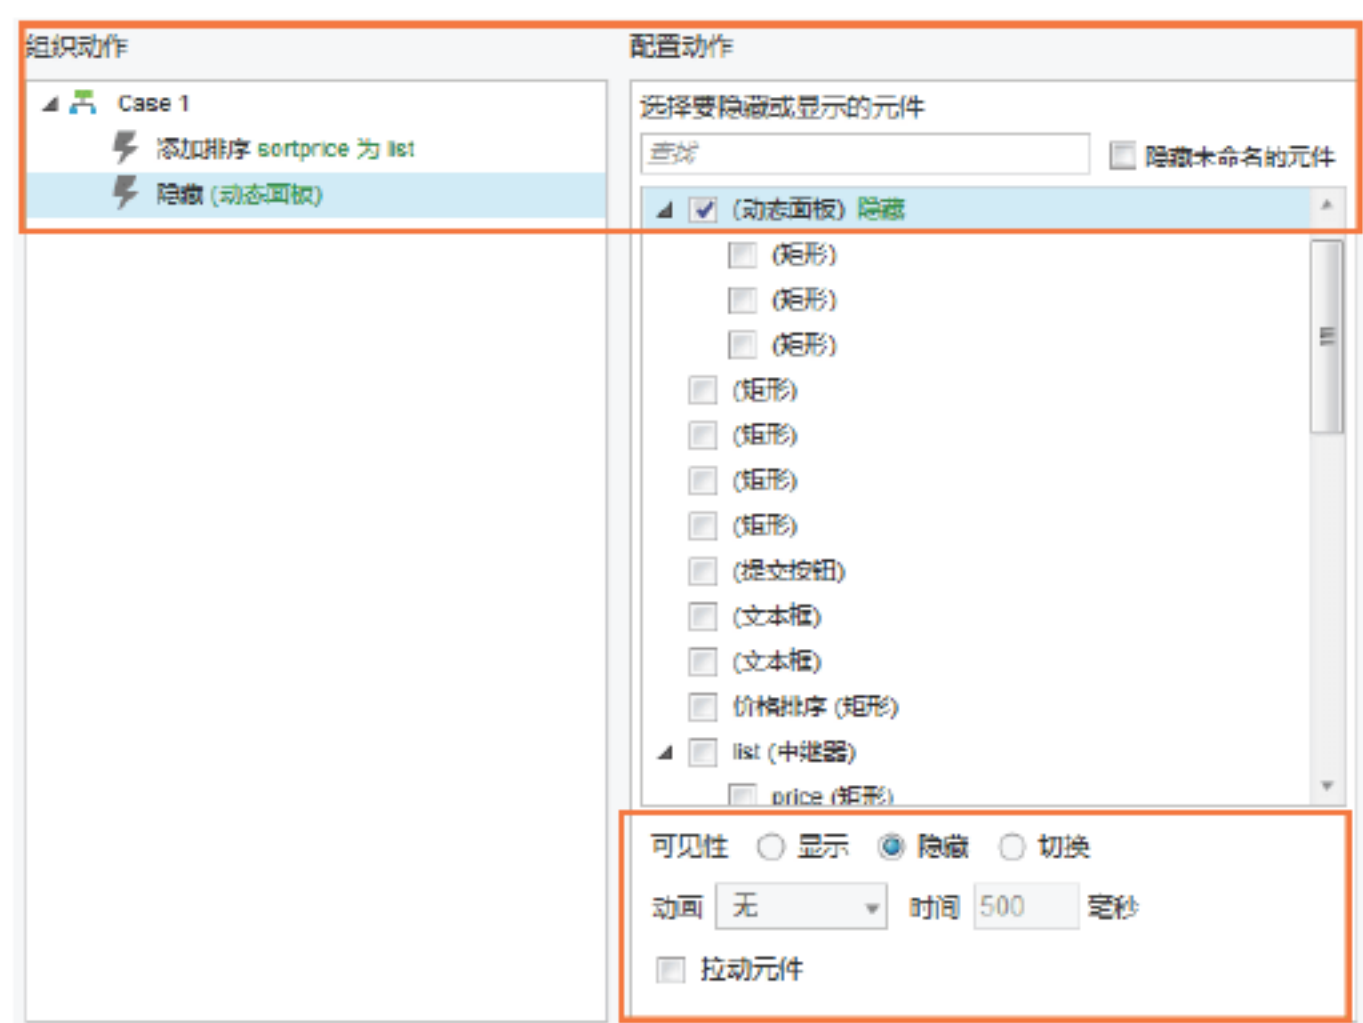 组织动作
配置动作
Case 1
添加排序 sortprice 为 list
隐藏 (动态面板)
选择要隐藏或显示的元件
查找
隐藏未命名的元件
(动态面板) 隐藏
(矩形)
(矩形)
(矩形)
(矩形)
(矩形)
(矩形)
(矩形)
(提交按钮)
(文本框)
(文本框)
价格排序 (矩形)
list (中继器)
price (矩形)
可见性 显示 隐藏 切换
动画 无 时间 500 毫秒
拉动元件